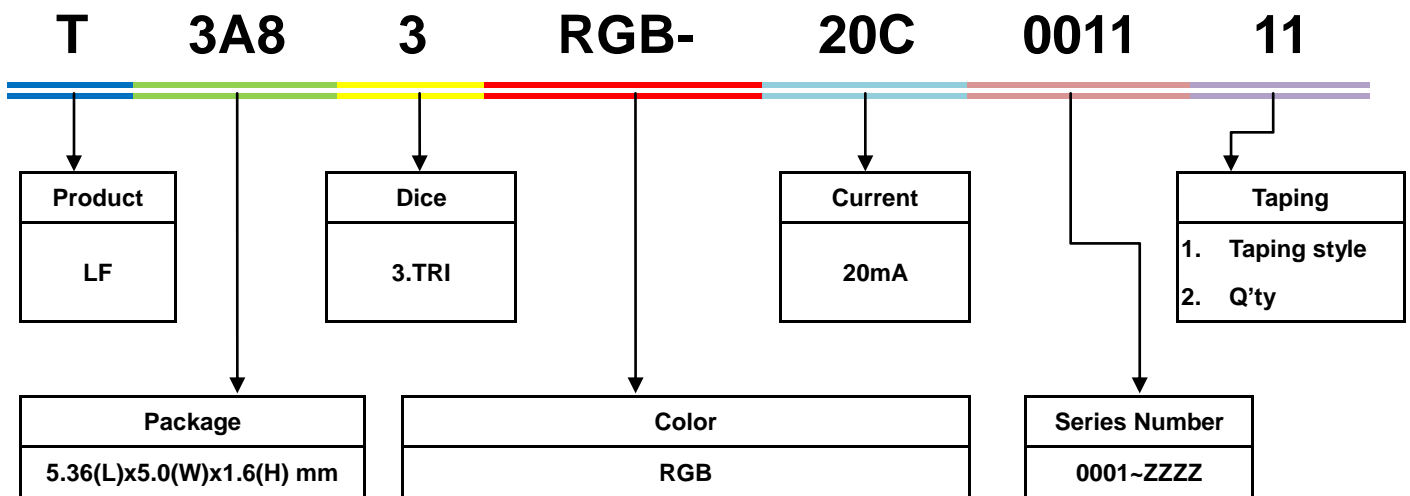 T 3A8 3 RGB- 20C 0011 11
Product
LF
Dice
3.TRI
Current
20mA
Taping
1. Taping style
2. Q’ty
Package
5.36(L)x5.0(W)x1.6(H) mm
Color
RGB
Series Number
0001~ZZZZ